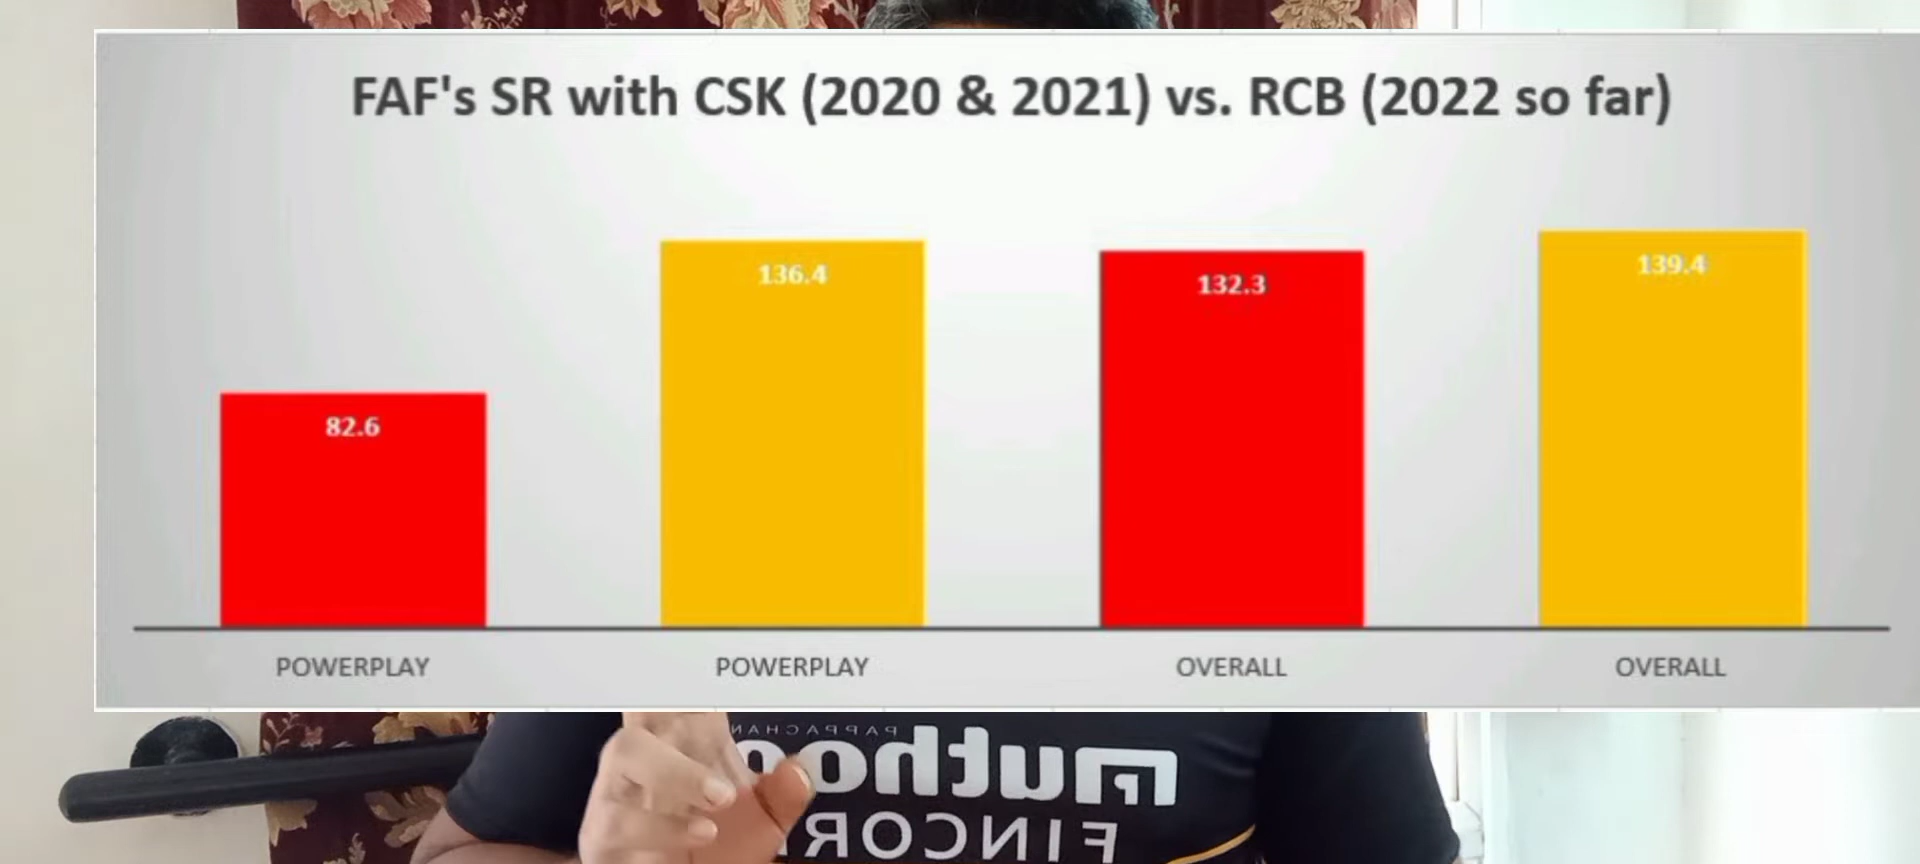 FAF's SR with CSK (2020 & 2021) vs. RCB (2022 so far)
82.6
136.4
132.3
139.4
POWERPLAY
POWERPLAY
OVERALL
OVERALL
PAPPACHAN